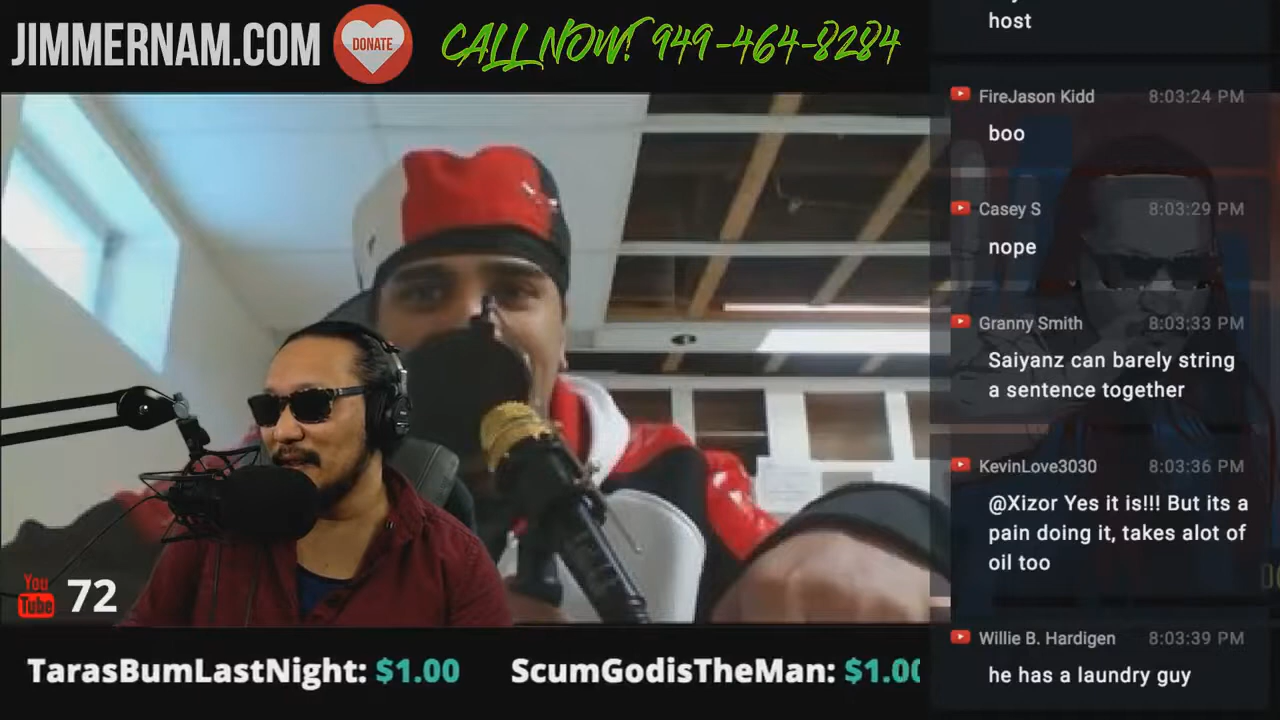 JIMMERNAM.COM
DONATE
CALL NOW! 949-464-8284
host
FireJason Kidd 8:03:24 PM
boo
Casey S 8:03:29 PM
nope
Granny Smith 8:03:33 PM
Saiyanz can barely string
a sentence together
KevinLove3030 8:03:36 PM
@Xizor Yes it is!!! But its a
pain doing it, takes alot of
oil too
Willie B. Hardigen 8:03:39 PM
he has a laundry guy
You
Tube 72
TarasBumLastNight: $1.00 ScumGodisTheMan: $1.00